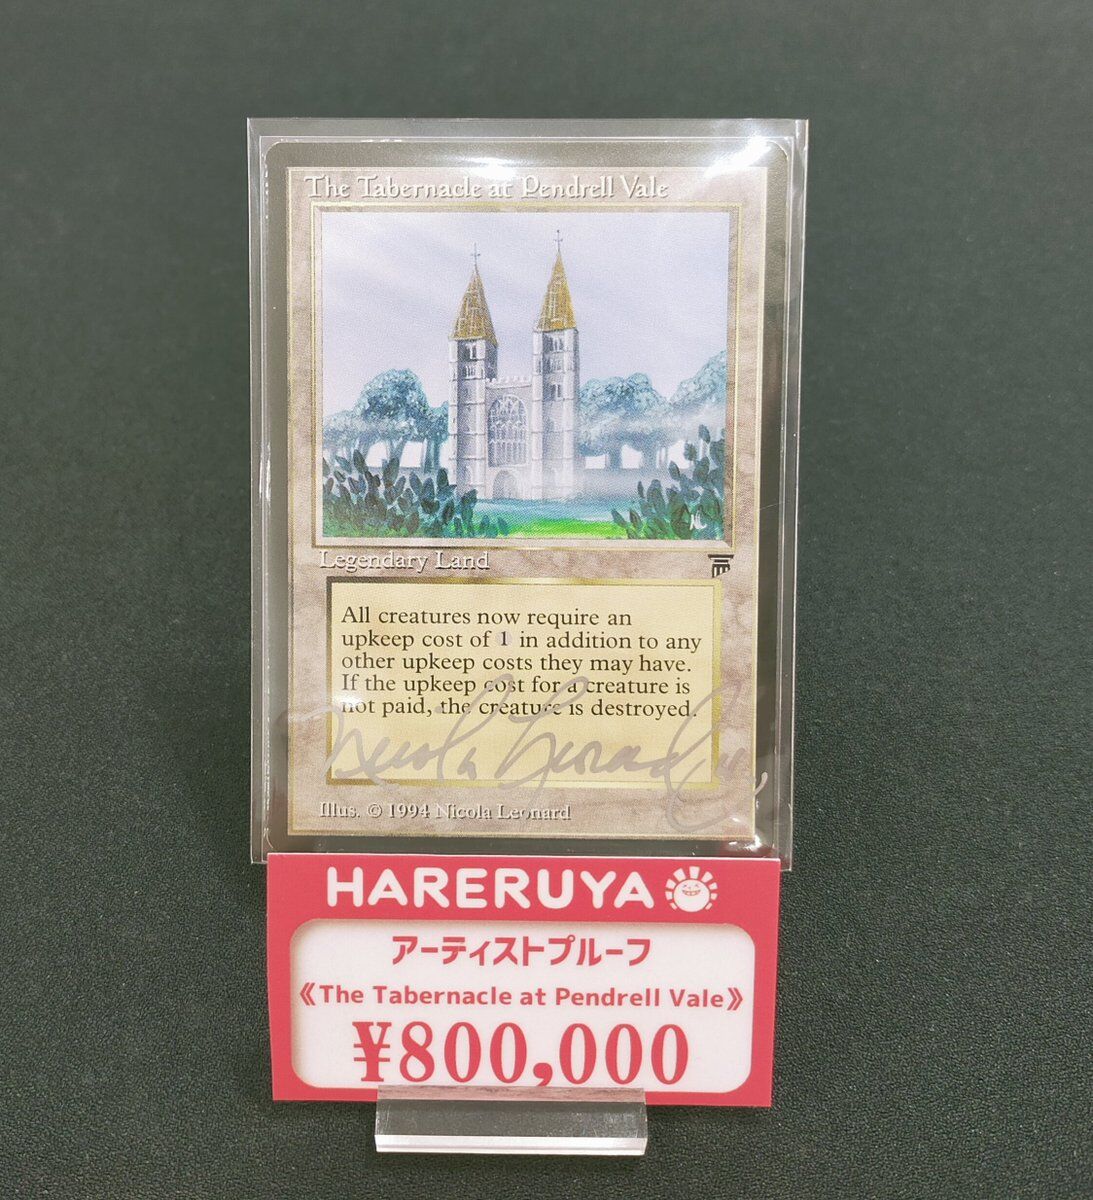 The Tabernacle at Pendrell Vale
NL
Legendary Land
All creatures now require an
upkeep cost of 1 in addition to any
other upkeep costs they may have.
If the upkeep cost for a creature is
not paid, the creature is destroyed.
Nicola Leonard
Illus. © 1994 Nicola Leonard
HARERUYA
アーティストプルーフ
《The Tabernacle at Pendrell Vale》
¥800,000